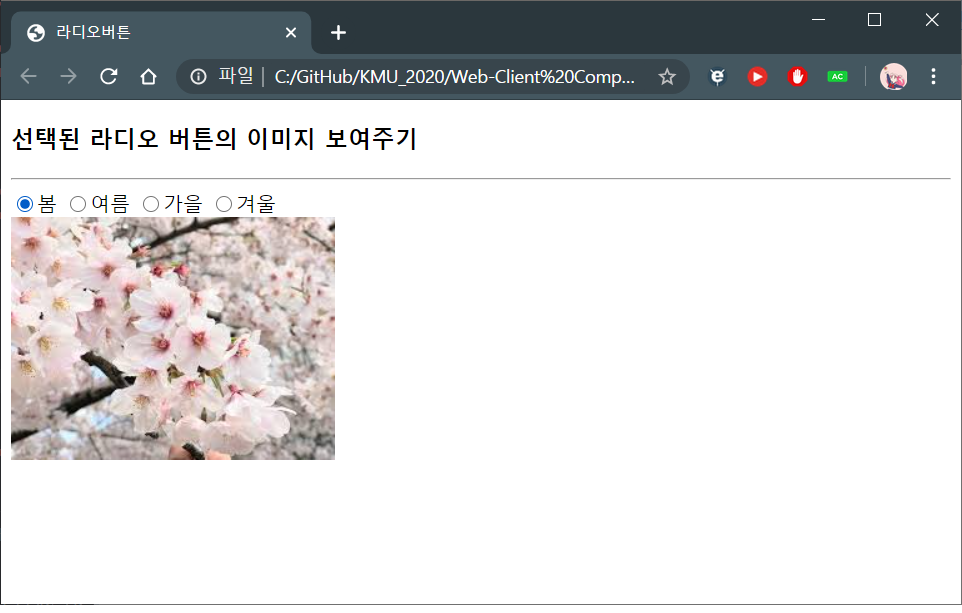 라디오버튼
파일 | C:/GitHub/KMU_2020/Web-Client%20Comp...
AC
선택된 라디오 버튼의 이미지 보여주기
봄 여름 가을 겨울